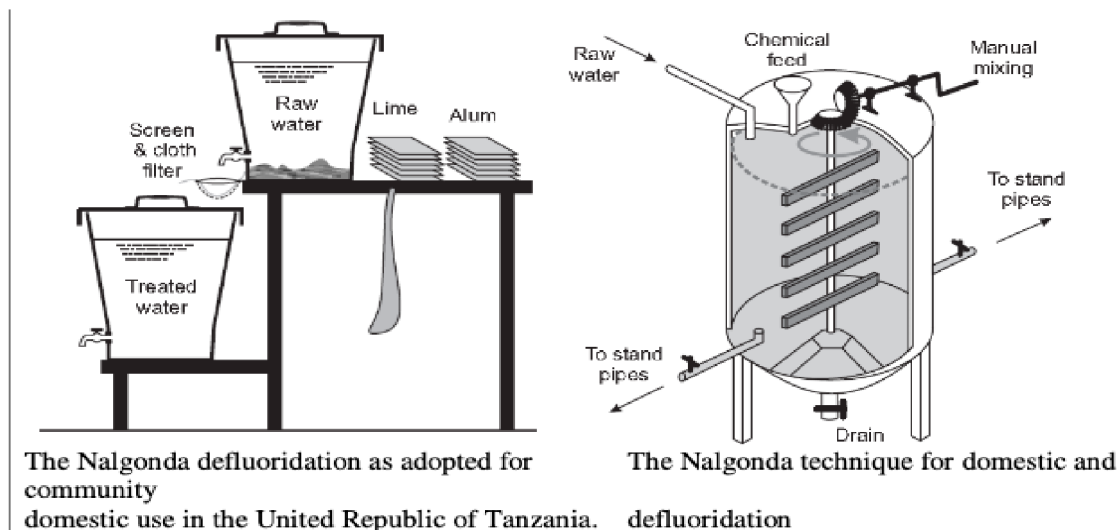 Raw
water
Lime
Alum
Screen
& cloth
filter
Treated
water
The Nalgonda defluoridation as adopted for
community
domestic use in the United Republic of Tanzania.
Raw
water
Chemical
feed
Manual
mixing
To stand
pipes
To stand
pipes
Drain
The Nalgonda technique for domestic and
defluoridation